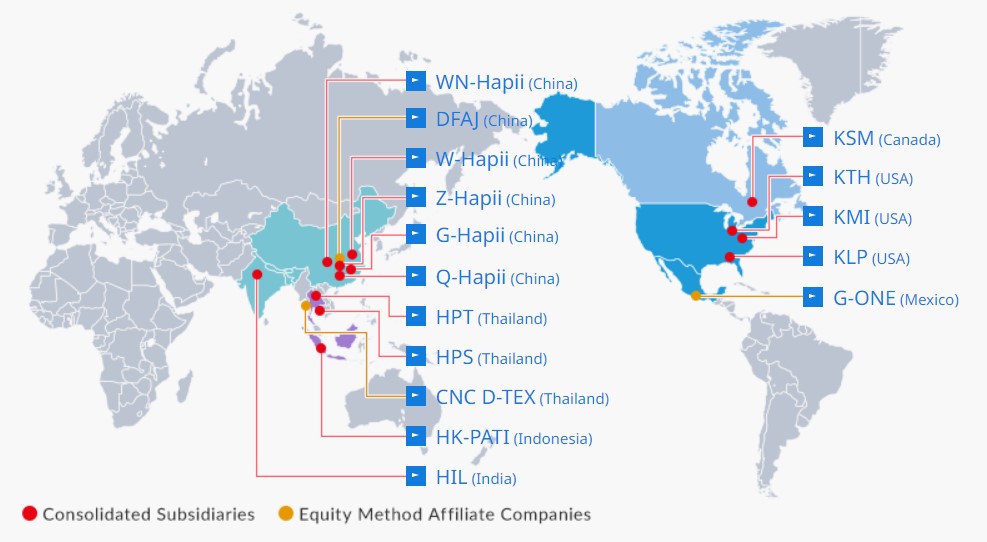 WN-Hapii (China)
DFAJ (China)
W-Hapii (China)
Z-Hapii (China)
G-Hapii (China)
Q-Hapii (China)
HPT (Thailand)
HPS (Thailand)
CNC D-TEX (Thailand)
HK-PATI (Indonesia)
HIL (India)
KSM (Canada)
KTH (USA)
KMI (USA)
KLP (USA)
G-ONE (Mexico)
Consolidated Subsidiaries
Equity Method Affiliate Companies